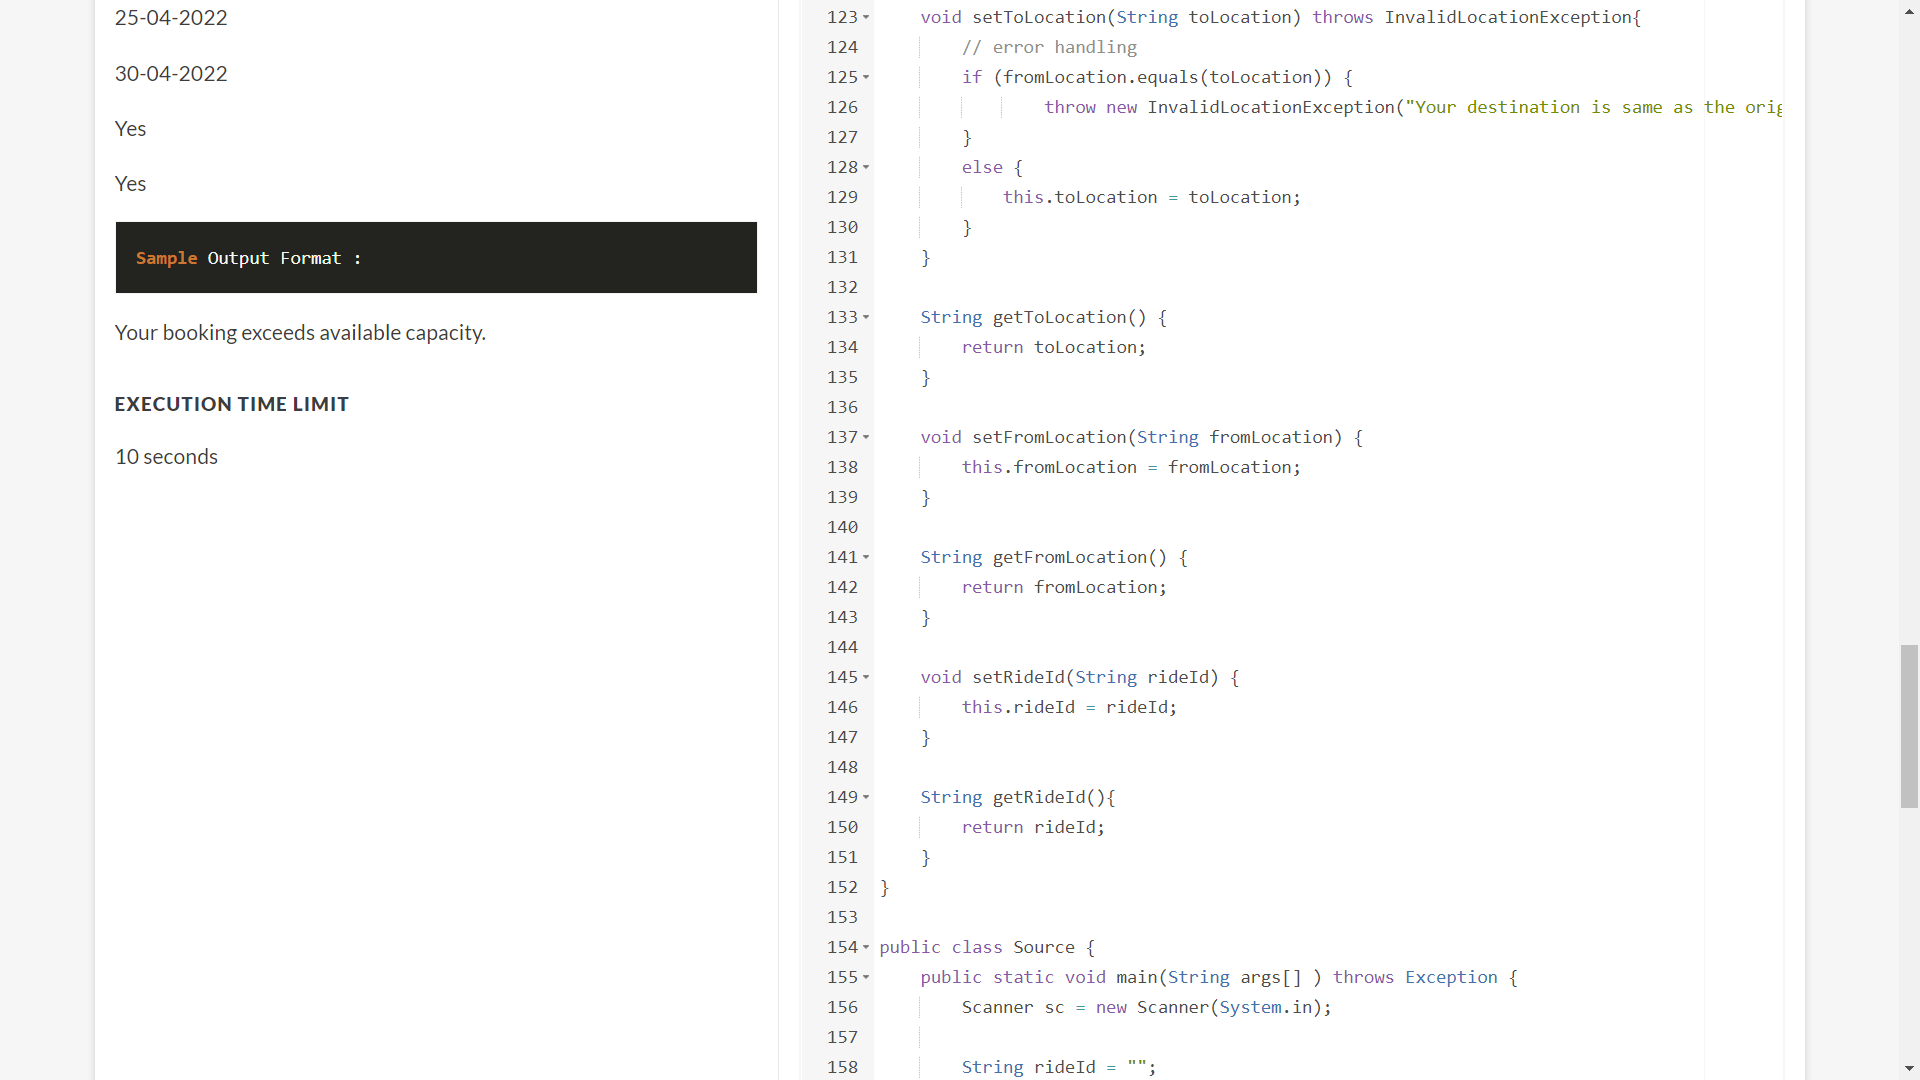 25-04-2022
30-04-2022
Yes
Yes
Sample Output Format :
Your booking exceeds available capacity.
EXECUTION TIME LIMIT
10 seconds
123 void setToLocation(String toLocation) throws InvalidLocationException{
124 // error handling
125 if (fromLocation.equals(toLocation)) {
126 throw new InvalidLocationException("Your destination is same as the orig
127 }
128 else {
129 this.toLocation = toLocation;
130 }
131 }
132
133 String getToLocation() {
134 return toLocation;
135 }
136
137 void setFromLocation(String fromLocation) {
138 this.fromLocation = fromLocation;
139 }
140
141 String getFromLocation() {
142 return fromLocation;
143 }
144
145 void setRideId(String rideId) {
146 this.rideId = rideId;
147 }
148
149 String getRideId(){
150 return rideId;
151 }
152 }
153
154 public class Source {
155 public static void main(String args[] ) throws Exception {
156 Scanner sc = new Scanner(System.in);
157
158 String rideId = "";